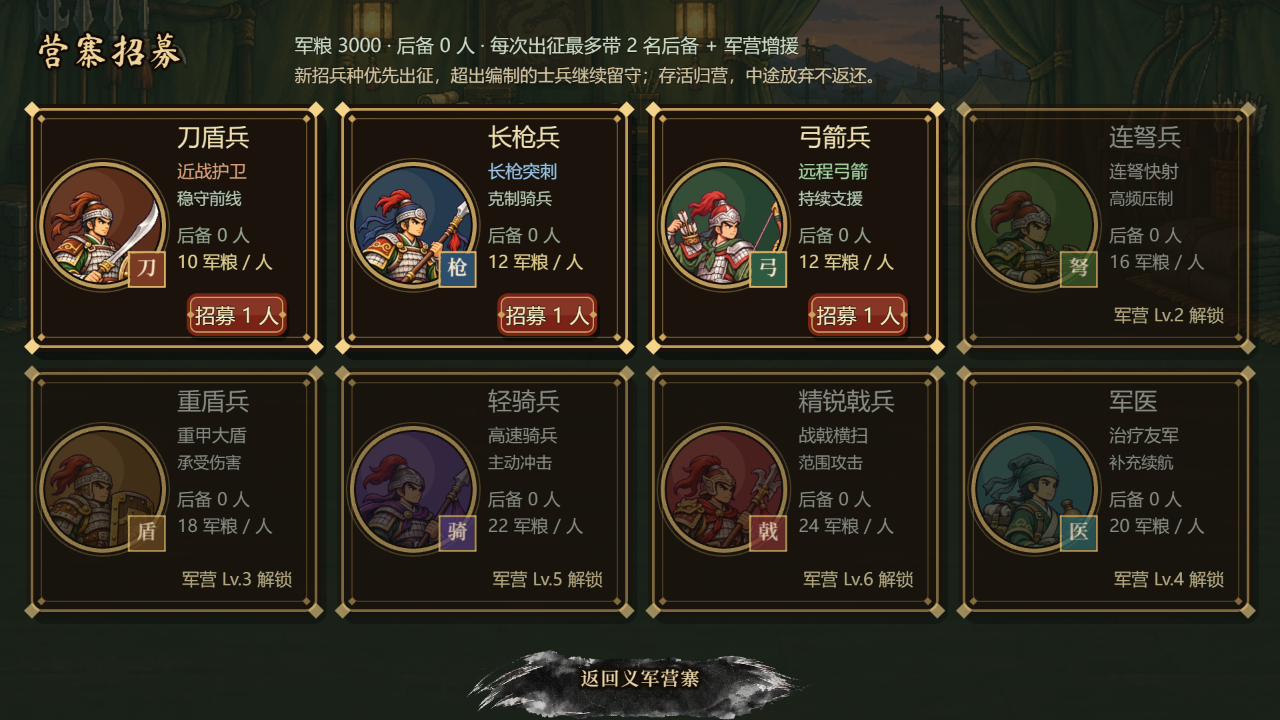 营寨招募
军粮 3000 · 后备 0 人 · 每次出征最多带 2 名后备 + 军营增援
新招兵种优先出征，超出编制的士兵继续留守；存活归营，中途放弃不返还。
刀盾兵
近战护卫
稳守前线
后备 0 人
10 军粮 / 人
刀
招募 1 人
长枪兵
长枪突刺
克制骑兵
后备 0 人
12 军粮 / 人
枪
招募 1 人
弓箭兵
远程弓箭
持续支援
后备 0 人
12 军粮 / 人
弓
招募 1 人
连弩兵
连弩快射
高频压制
后备 0 人
16 军粮 / 人
弩
军营 Lv.2 解锁
重盾兵
重甲大盾
承受伤害
后备 0 人
18 军粮 / 人
盾
军营 Lv.3 解锁
轻骑兵
高速骑兵
主动冲击
后备 0 人
22 军粮 / 人
骑
军营 Lv.5 解锁
精锐戟兵
战戟横扫
范围攻击
后备 0 人
24 军粮 / 人
戟
军营 Lv.6 解锁
军医
治疗友军
补充续航
后备 0 人
20 军粮 / 人
医
军营 Lv.4 解锁
返回义军营寨